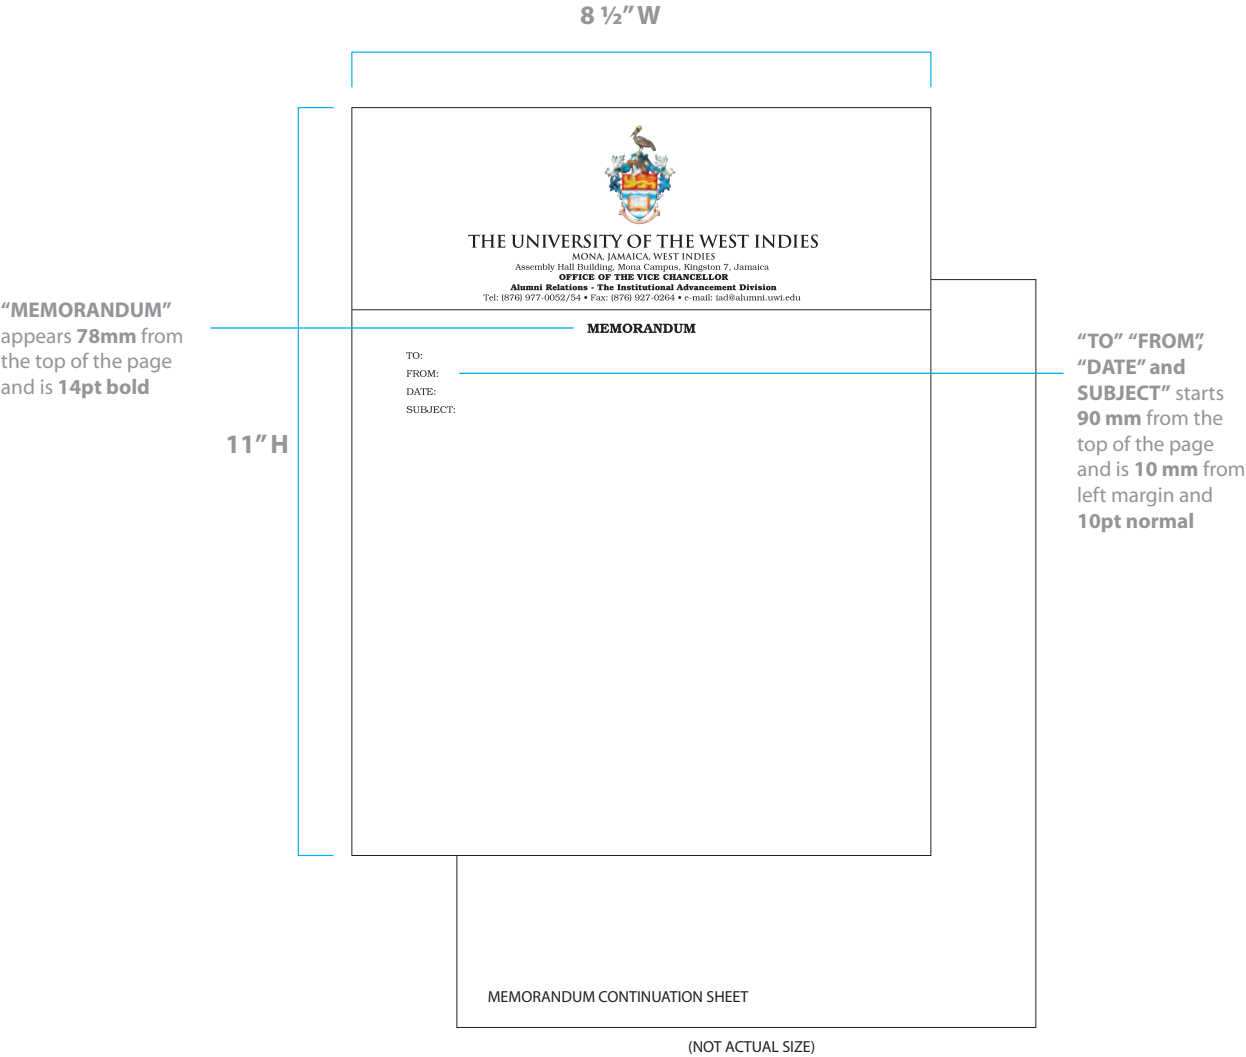 8 ½” W
THE UNIVERSITY OF THE WEST INDIES
MONA, JAMAICA, WEST INDIES
Assembly Hall Building, Mona Campus, Kingston 7, Jamaica
OFFICE OF THE VICE CHANCELLOR
Alumni Relations - The Institutional Advancement Division
Tel: (876) 977-0052/54 • Fax: (876) 927-0264 • e-mail: iad@alumni.uwi.edu
“MEMORANDUM”
appears 78mm from
the top of the page
and is 14pt bold
MEMORANDUM
TO:
FROM:
DATE:
SUBJECT:
“TO” “FROM”,
“DATE” and
SUBJECT” starts
90 mm from the
top of the page
and is 10 mm from
left margin and
10pt normal
11” H
MEMORANDUM CONTINUATION SHEET
(NOT ACTUAL SIZE)